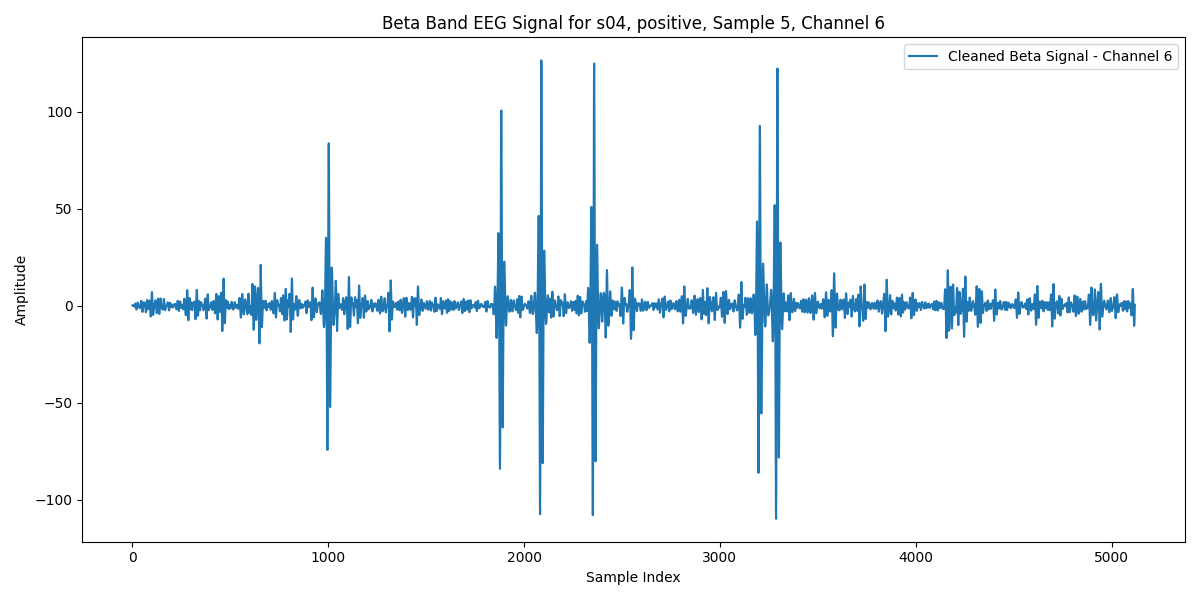 Beta Band EEG Signal for s04, positive, Sample 5, Channel 6
Cleaned Beta Signal - Channel 6
Amplitude
100
50
0
−50
−100
0 1000 2000 3000 4000 5000
Sample Index